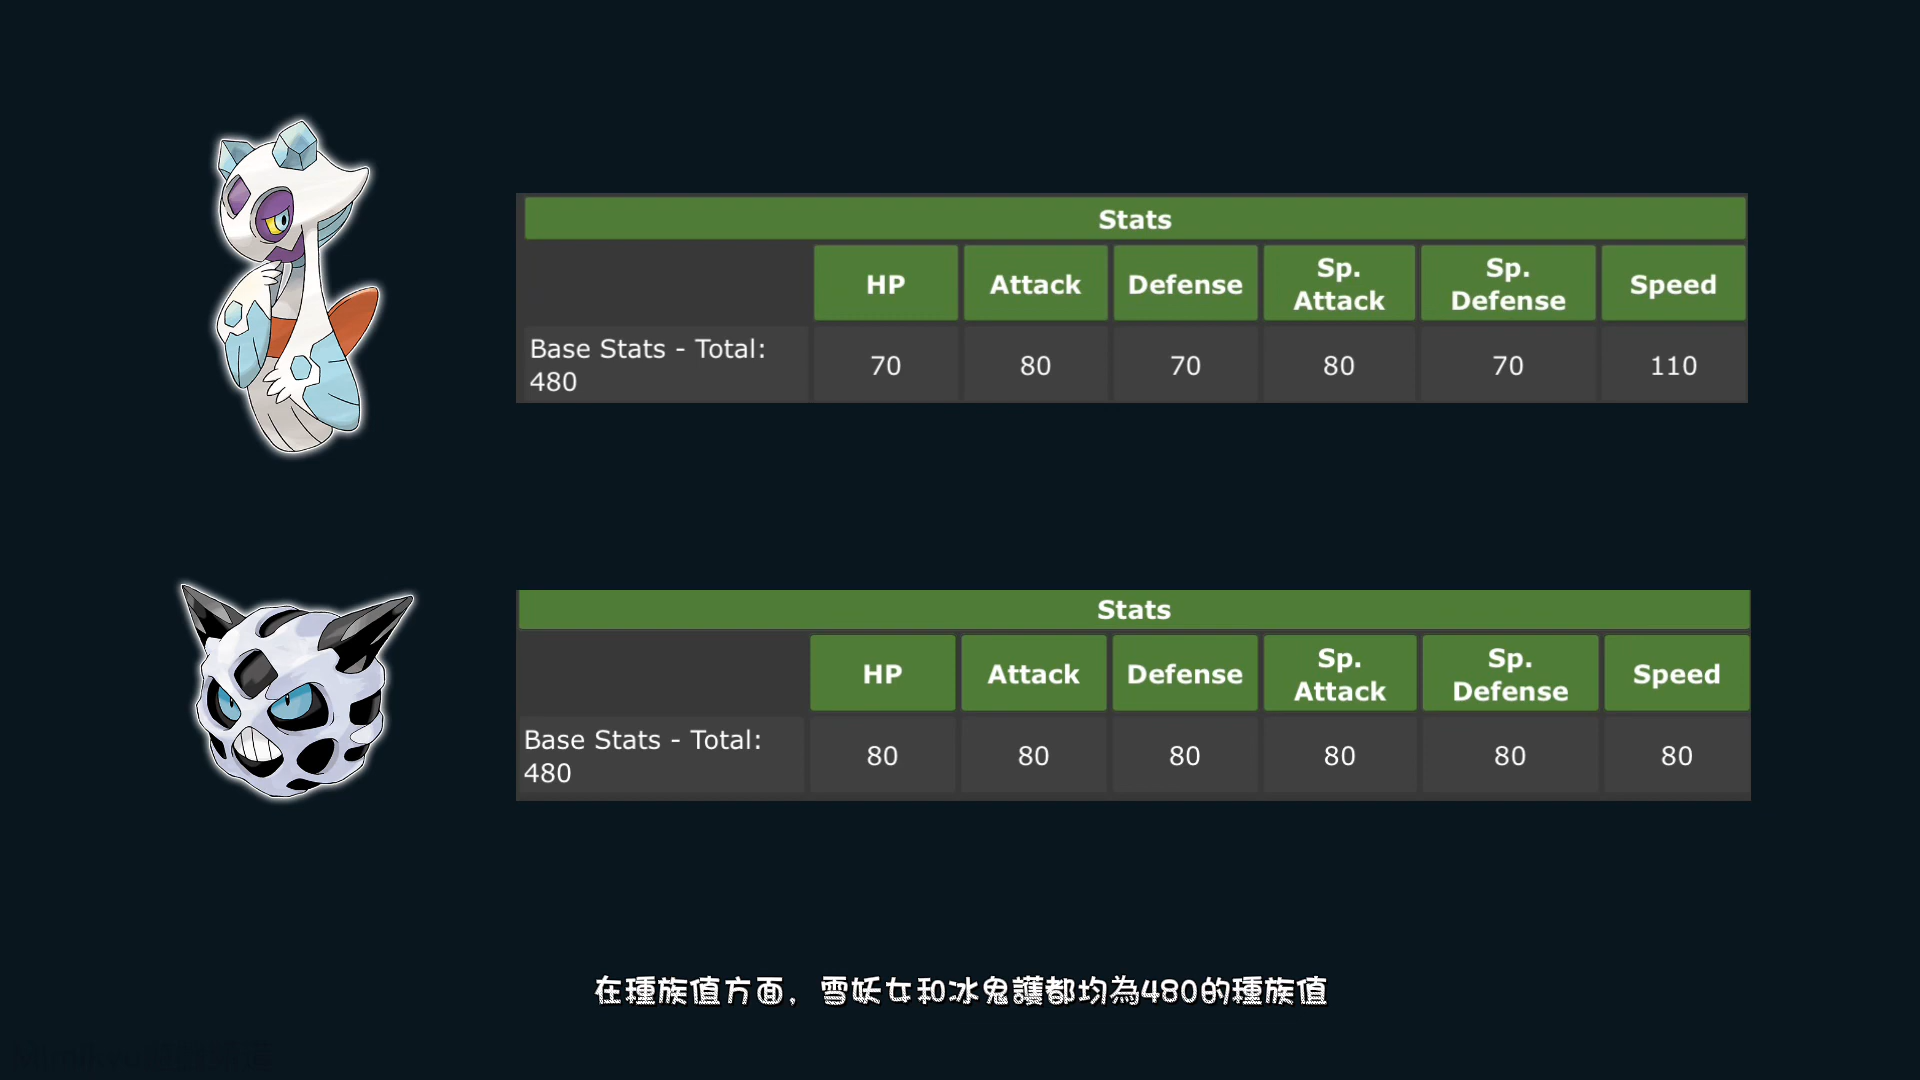 Stats
HP Attack Defense Sp. Attack Sp. Defense Speed
Base Stats - Total: 480 70 80 70 80 70 110
Stats
HP Attack Defense Sp. Attack Sp. Defense Speed
Base Stats - Total: 480 80 80 80 80 80 80
在種族值方面，雪妖女和冰鬼護都均為480的種族值